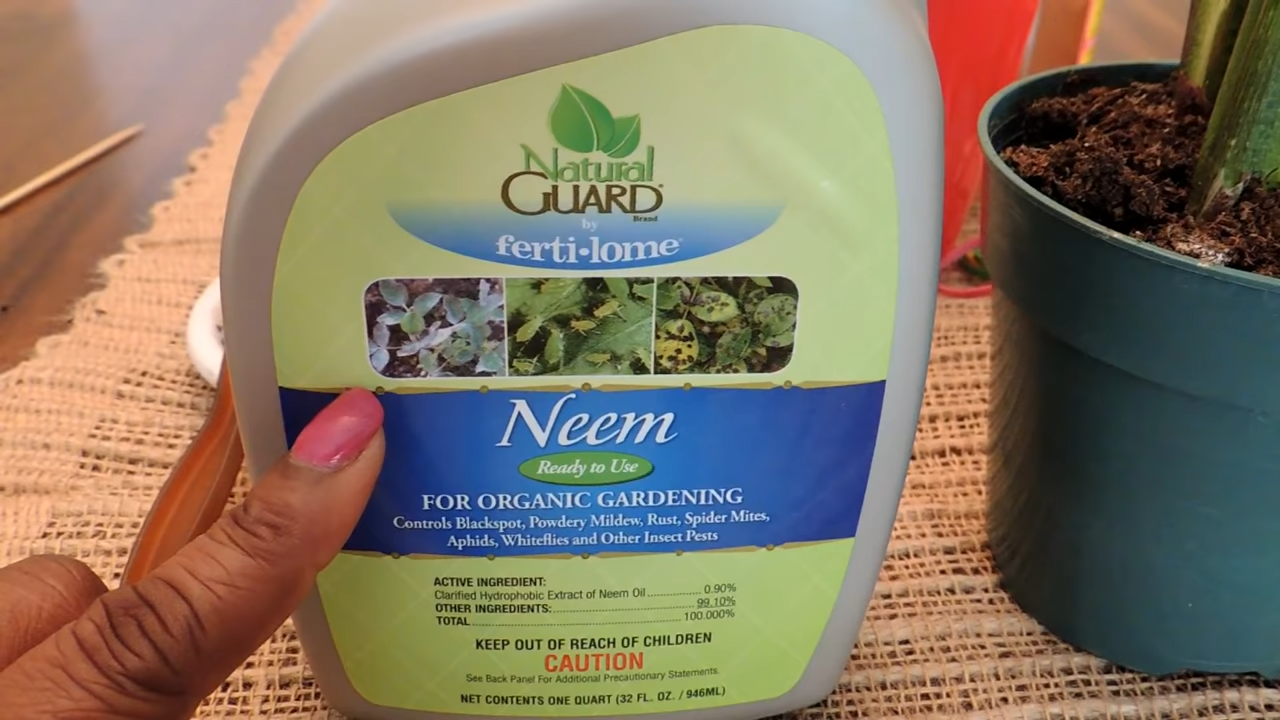 Natural
GUARD®
Brand
by
ferti•lome®
Neem
Ready to Use
FOR ORGANIC GARDENING
Controls Blackspot, Powdery Mildew, Rust, Spider Mites,
Aphids, Whiteflies and Other Insect Pests
ACTIVE INGREDIENT:
Clarified Hydrophobic Extract of Neem Oil .............. 0.90%
OTHER INGREDIENTS:..................................... 99.10%
TOTAL........................................................ 100.000%
KEEP OUT OF REACH OF CHILDREN
CAUTION
See Back Panel For Additional Precautionary Statements.
NET CONTENTS ONE QUART (32 FL. OZ. / 946ML)